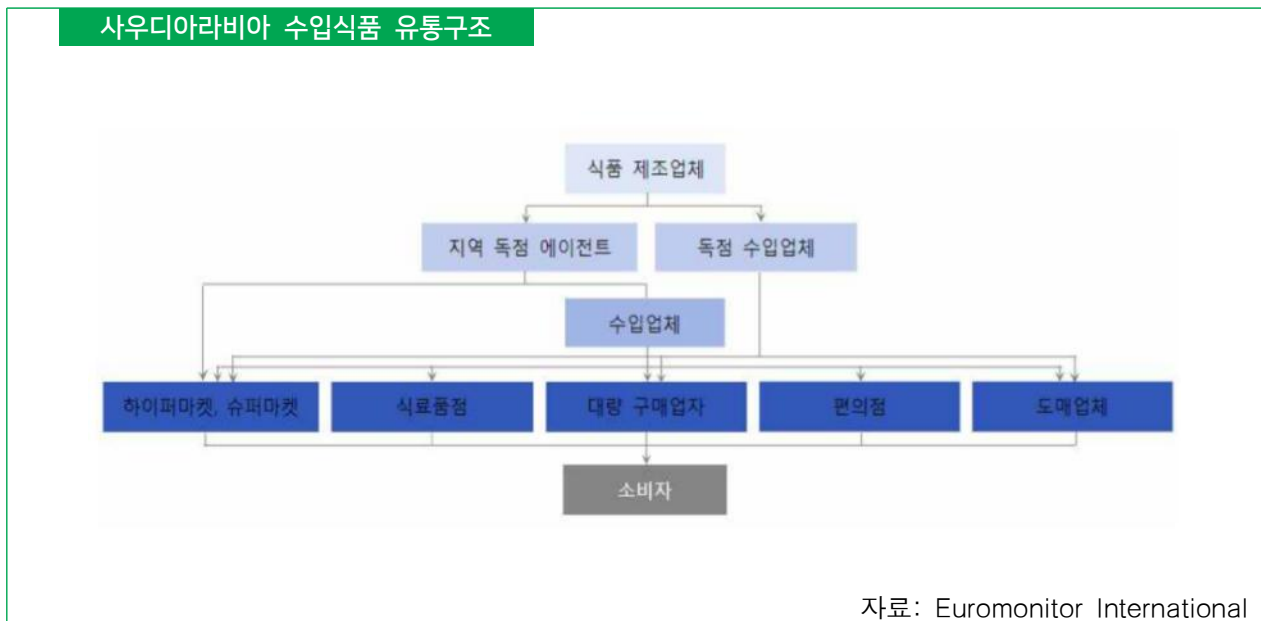 사우디아라비아 수입식품 유통구조
식품 제조업체
지역 독점 에이전트
독점 수입업체
수입업체
하이퍼마켓, 슈퍼마켓
식료품점
대량 구매업자
편의점
도매업체
소비자
자료: Euromonitor International